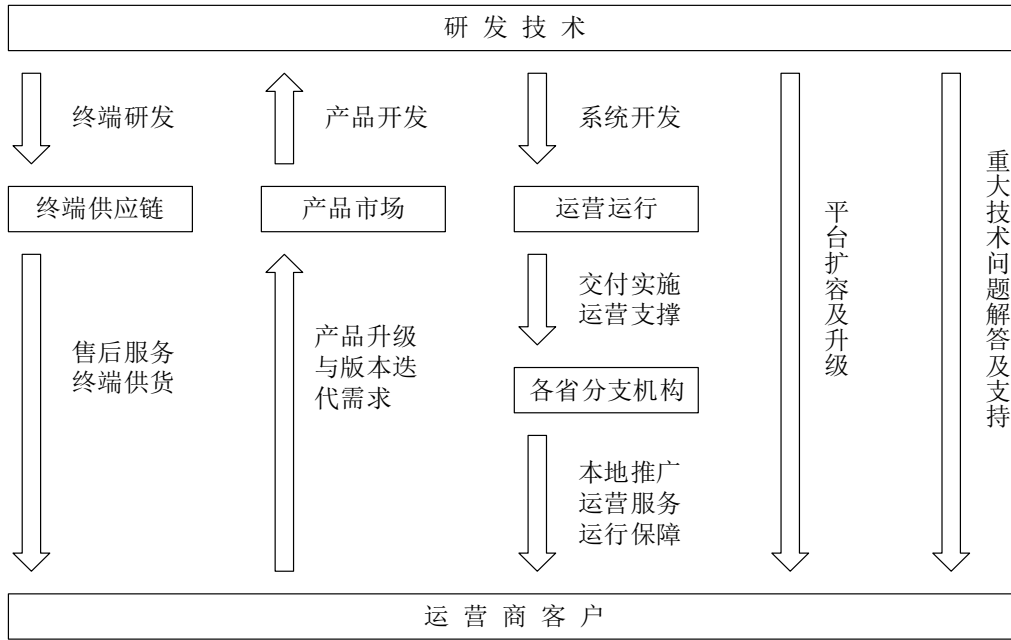 研发技术
终端研发
产品开发
系统开发
终端供应链
产品市场
运营运行
交付实施
运营支撑
售后服务
终端供货
产品升级
与版本迭
代需求
各省分支机构
本地推广
运营服务
运行保障
平台扩容及升级
重大技术问题解答及支持
运营商客户